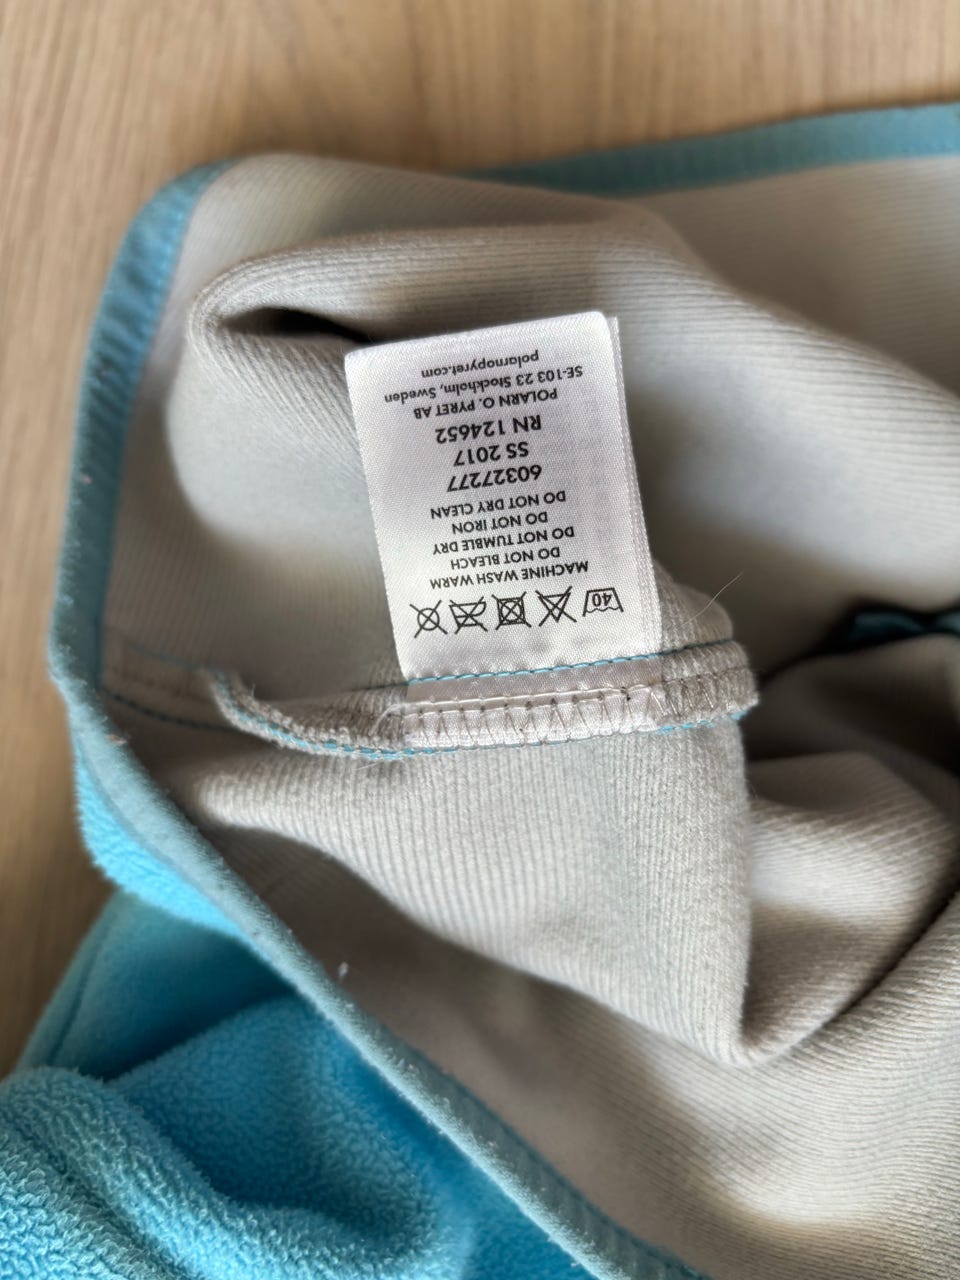 40
MACHINE WASH WARM
DO NOT BLEACH
DO NOT TUMBLE DRY
DO NOT IRON
DO NOT DRY CLEAN
60327277
SS 2017
RN 124652
POLARN O. PYRET AB
SE-103 23 Stockholm, Sweden
polarnopyret.com